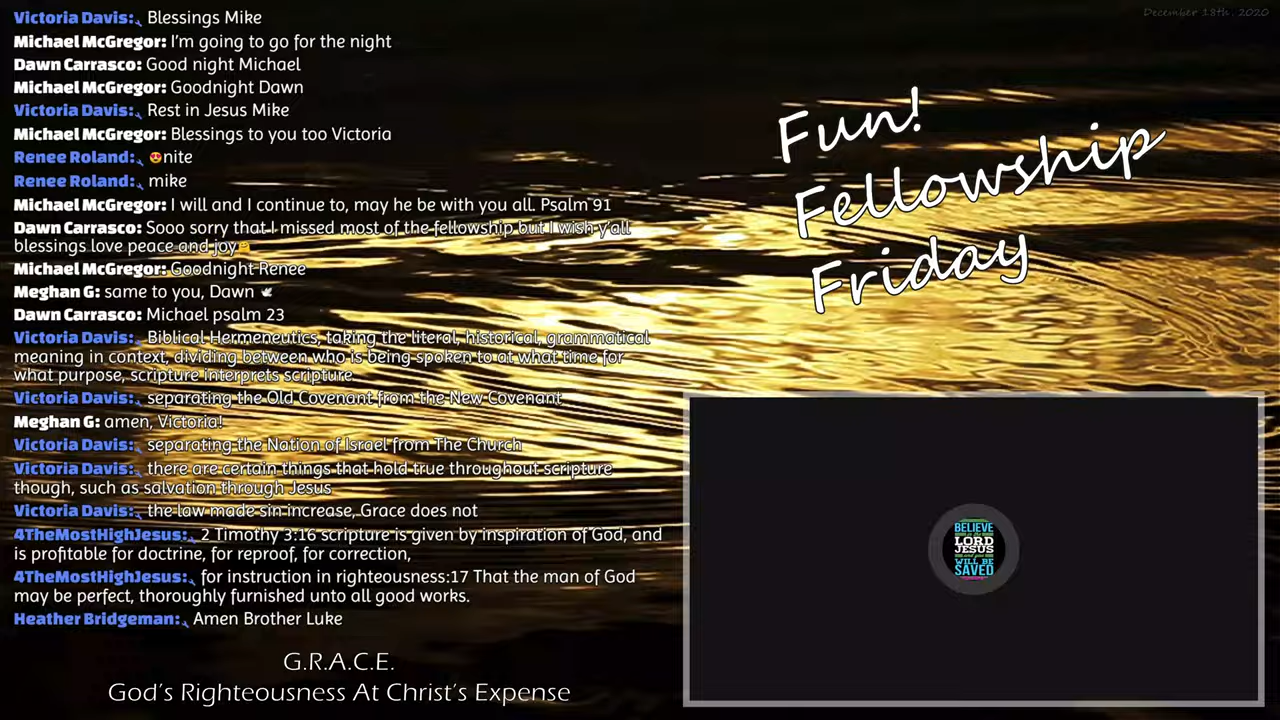 Victoria Davis: Blessings Mike
Michael McGregor: I'm going to go for the night
Dawn Carrasco: Good night Michael
Michael McGregor: Goodnight Dawn
Victoria Davis: Rest in Jesus Mike
Michael McGregor: Blessings to you too Victoria
Renee Roland: 😍nite
Renee Roland: mike
Michael McGregor: I will and I continue to, may he be with you all. Psalm 91
Dawn Carrasco: Sooo sorry that I missed most of the fellowship but I wish y'all
blessings love peace and joy🤗
Michael McGregor: Goodnight Renee
Meghan G: same to you, Dawn 🕊
Dawn Carrasco: Michael psalm 23
Victoria Davis: Biblical Hermeneutics, taking the literal, historical, grammatical
meaning in context, dividing between who is being spoken to at what time for
what purpose, scripture interprets scripture
Victoria Davis: separating the Old Covenant from the New Covenant
Meghan G: amen, Victoria!
Victoria Davis: separating the Nation of Israel from The Church
Victoria Davis: there are certain things that hold true throughout scripture
though, such as salvation through Jesus
Victoria Davis: the law made sin increase, Grace does not
4TheMostHighJesus: 2 Timothy 3:16 scripture is given by inspiration of God, and
is profitable for doctrine, for reproof, for correction,
4TheMostHighJesus: for instruction in righteousness:17 That the man of God
may be perfect, thoroughly furnished unto all good works.
Heather Bridgeman: Amen Brother Luke
G.R.A.C.E.
God's Righteousness At Christ's Expense
December 18th, 2020
Fun!
Fellowship
Friday
BELIEVE
LORD
JESUS
WILL BE
SAVED